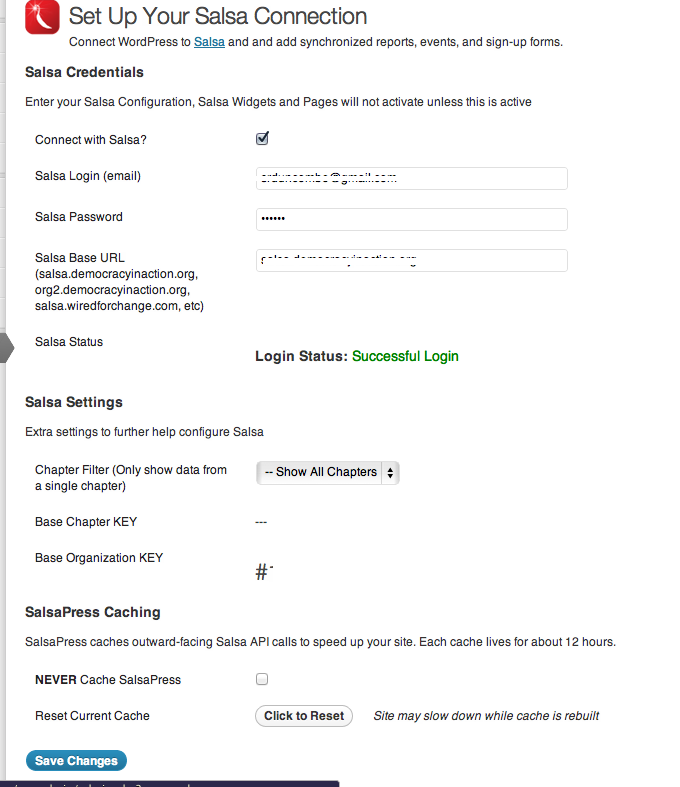 Set Up Your Salsa Connection
Connect WordPress to Salsa and and add synchronized reports, events, and sign-up forms.
Salsa Credentials
Enter your Salsa Configuration, Salsa Widgets and Pages will not activate unless this is active
Connect with Salsa?
Salsa Login (email)
Salsa Password
••••••
Salsa Base URL
(salsa.democracyinaction.org,
org2.democracyinaction.org,
salsa.wiredforchange.com, etc)
Salsa Status
Login Status: Successful Login
Salsa Settings
Extra settings to further help configure Salsa
Chapter Filter (Only show data from
a single chapter)
-- Show All Chapters
Base Chapter KEY
---
Base Organization KEY
#
SalsaPress Caching
SalsaPress caches outward-facing Salsa API calls to speed up your site. Each cache lives for about 12 hours.
NEVER Cache SalsaPress
Reset Current Cache
Click to Reset
Site may slow down while cache is rebuilt
Save Changes